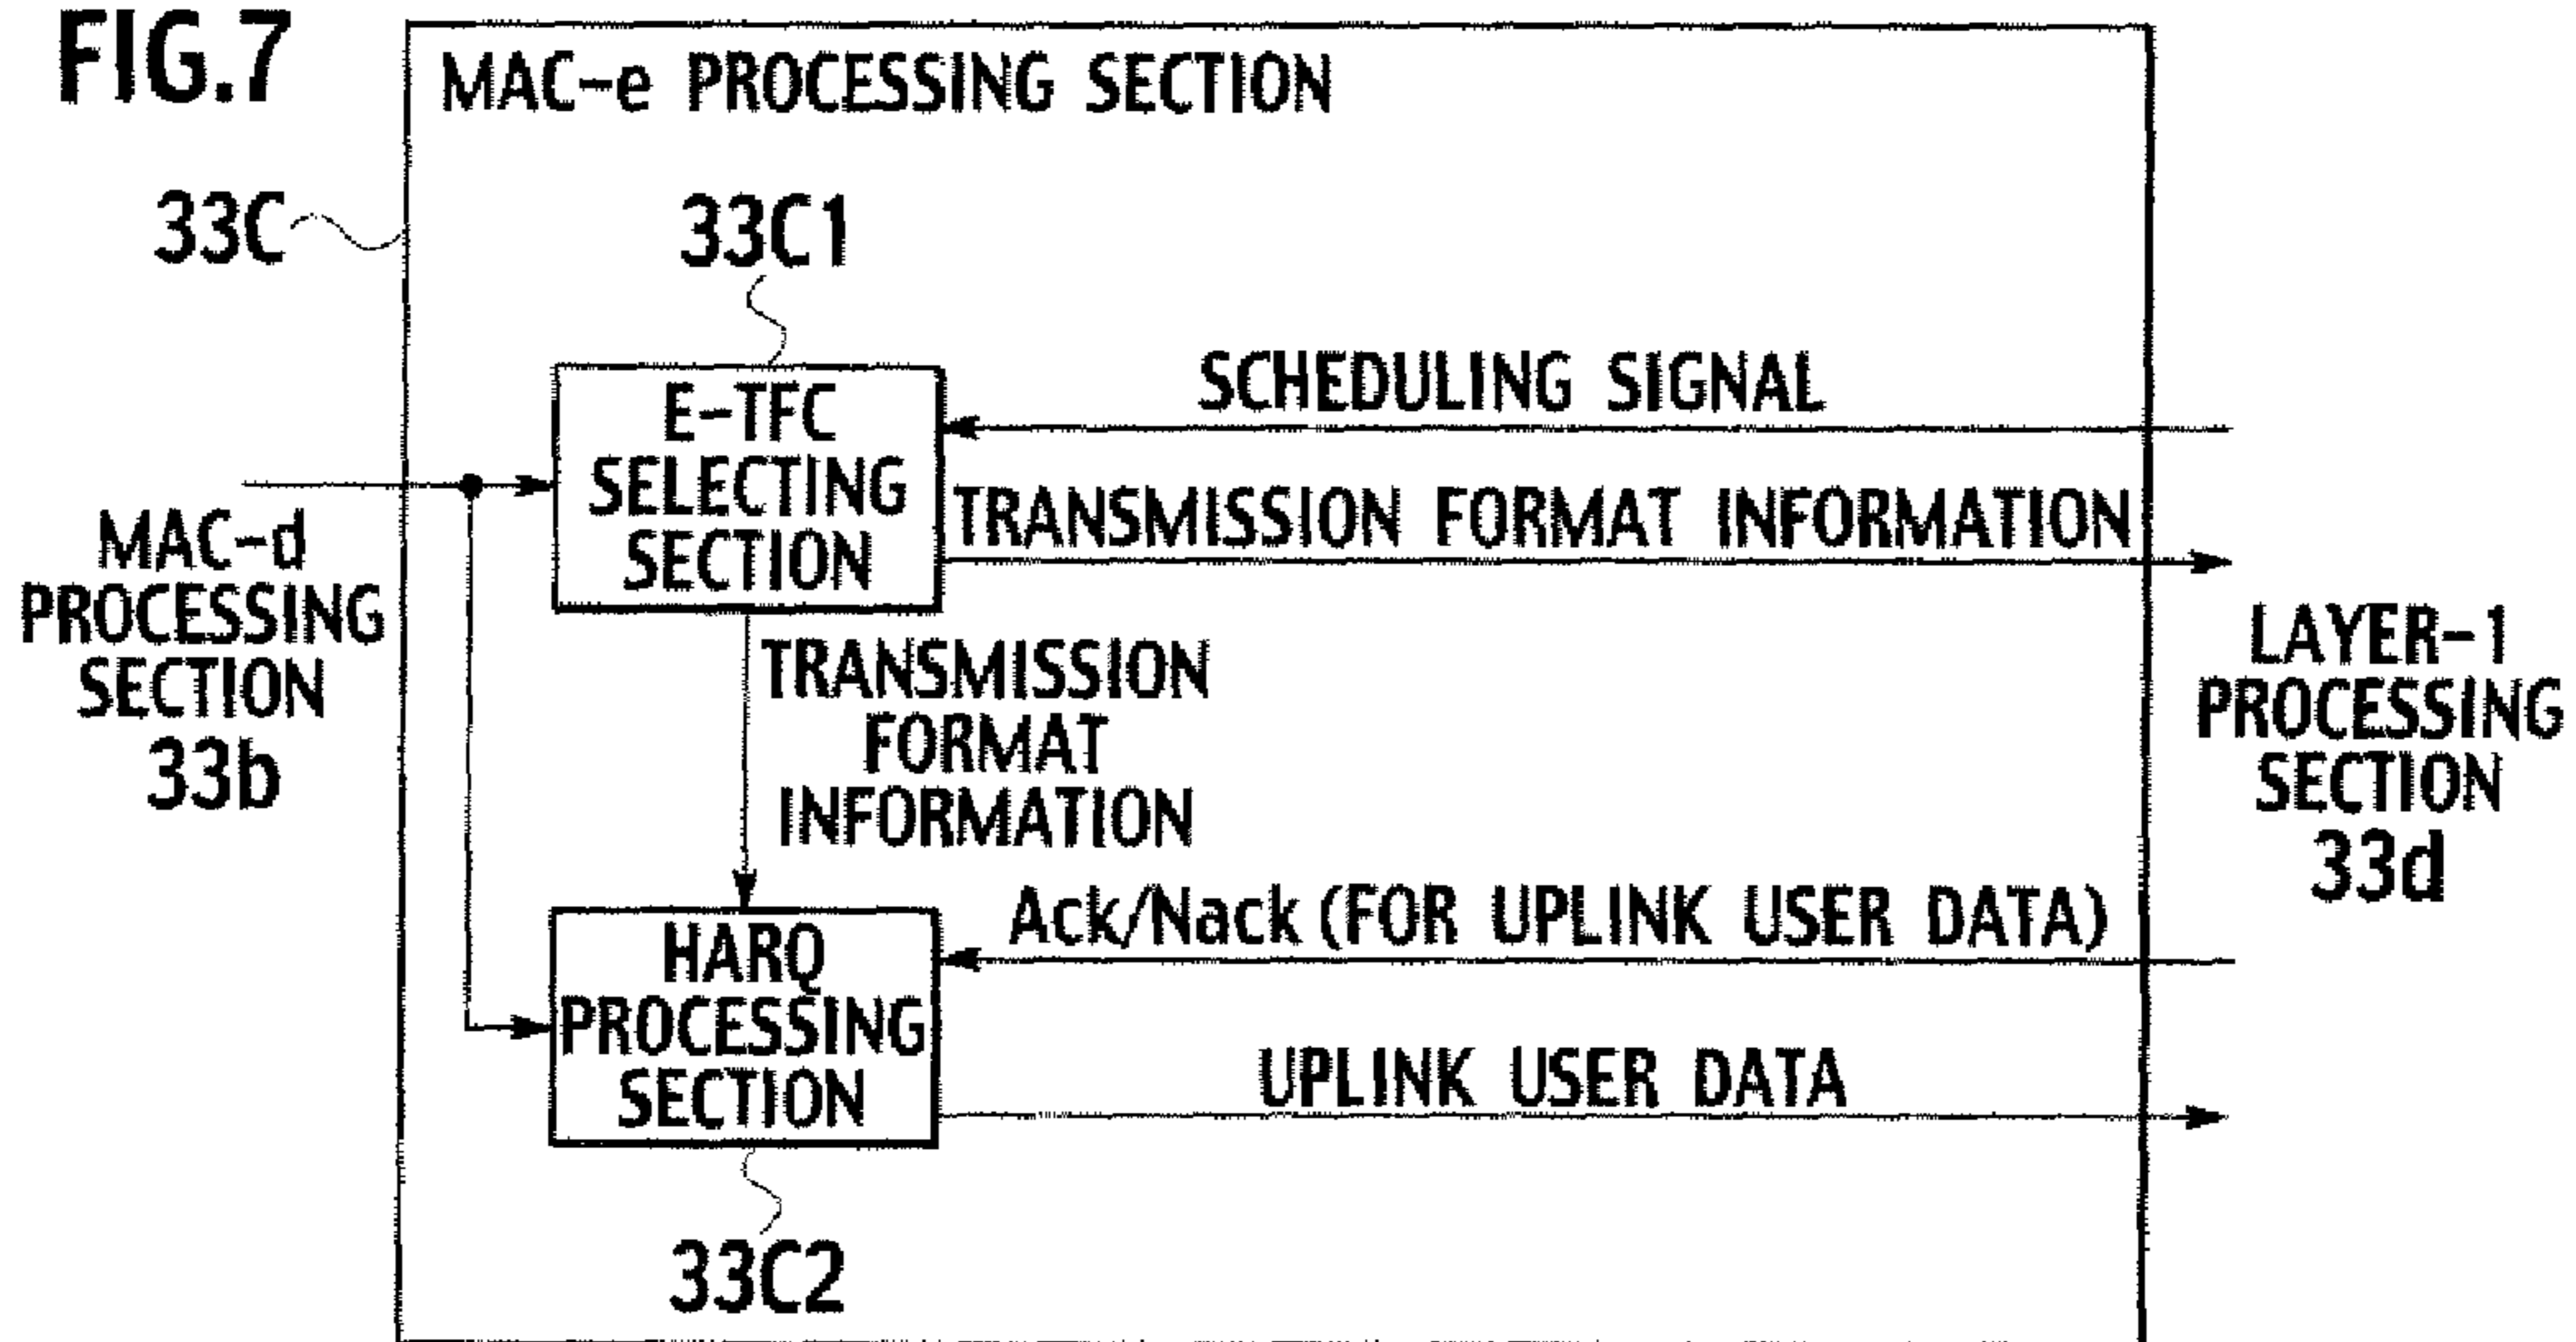 FIG.7
MAC-e PROCESSING SECTION
33C
33C1
SCHEDULING SIGNAL
E-TFC
SELECTING
SECTION
TRANSMISSION FORMAT INFORMATION
MAC-d
PROCESSING
SECTION
33b
TRANSMISSION
FORMAT
INFORMATION
LAYER-1
PROCESSING
SECTION
33d
Ack/Nack (FOR UPLINK USER DATA)
HARQ
PROCESSING
SECTION
UPLINK USER DATA
33C2